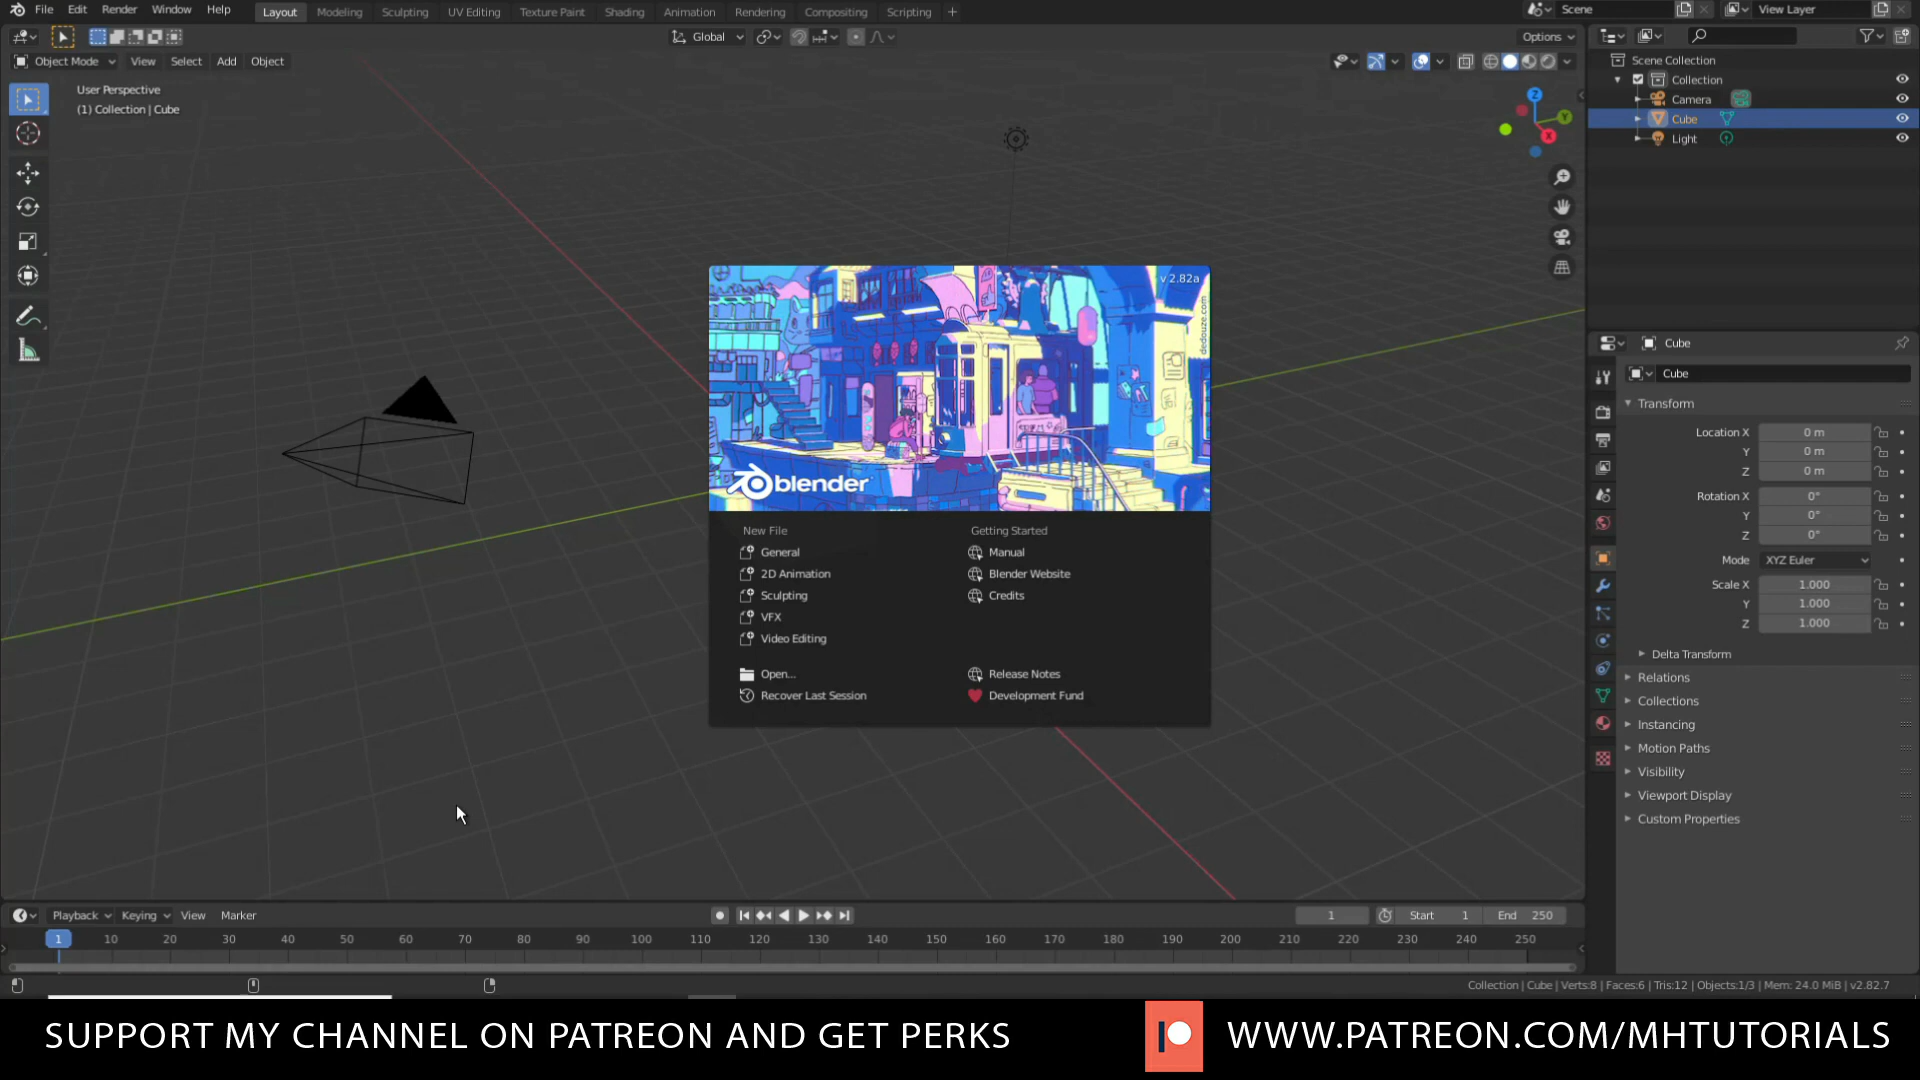 File Edit Render Window Help Layout Modeling Sculpting UV Editing Texture Paint Shading Animation Rendering Compositing Scripting + Scene View Layer
Global Options
Object Mode View Select Add Object
User Perspective
(1) Collection | Cube
Z
Y
X
Scene Collection
Collection
Camera
Cube
Light
v 2.82a
dedouze.com
blender
New File
General
2D Animation
Sculpting
VFX
Video Editing
Open...
Recover Last Session
Getting Started
Manual
Blender Website
Credits
Release Notes
Development Fund
Cube
Cube
Transform
Location X 0 m
Y 0 m
Z 0 m
Rotation X 0°
Y 0°
Z 0°
Mode XYZ Euler
Scale X 1.000
Y 1.000
Z 1.000
Delta Transform
Relations
Collections
Instancing
Motion Paths
Visibility
Viewport Display
Custom Properties
Playback Keying View Marker 1 Start 1 End 250
1 10 20 30 40 50 60 70 80 90 100 110 120 130 140 150 160 170 180 190 200 210 220 230 240 250
Collection | Cube | Verts:8 | Faces:6 | Tris:12 | Objects:1/3 | Mem: 24.0 MiB | v2.82.7
SUPPORT MY CHANNEL ON PATREON AND GET PERKS WWW.PATREON.COM/MHTUTORIALS